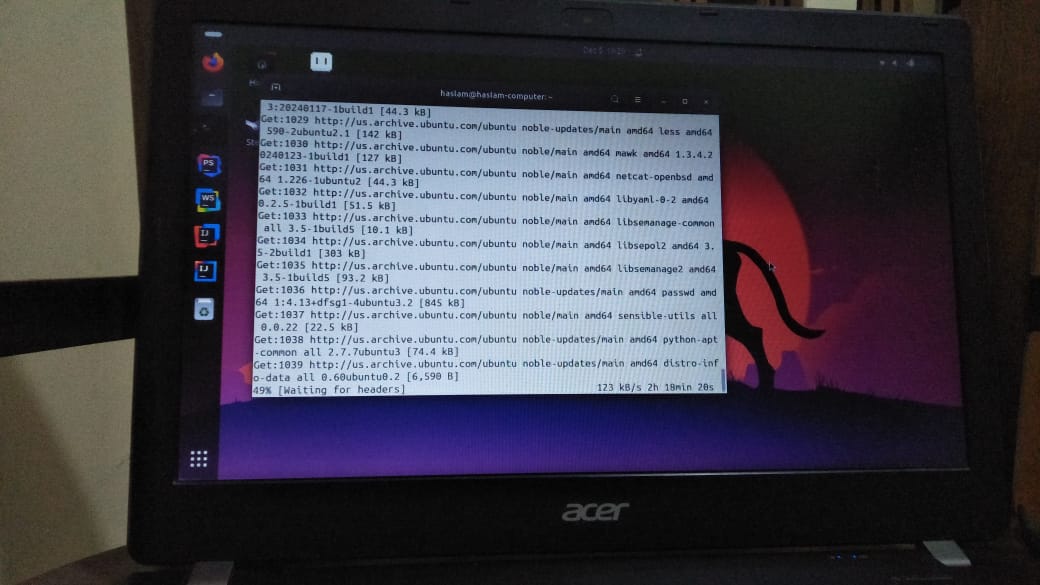 haslam@haslam-computer: ~
3:20240117-1build1 [44.3 kB]
Get:1029 http://us.archive.ubuntu.com/ubuntu noble-updates/main amd64 less amd64
590-2ubuntu2.1 [142 kB]
Get:1030 http://us.archive.ubuntu.com/ubuntu noble/main amd64 mawk amd64 1.3.4.2
0240123-1build1 [127 kB]
Get:1031 http://us.archive.ubuntu.com/ubuntu noble/main amd64 netcat-openbsd amd
64 1.226-1ubuntu2 [44.3 kB]
Get:1032 http://us.archive.ubuntu.com/ubuntu noble/main amd64 libyaml-0-2 amd64
0.2.5-1build1 [51.5 kB]
Get:1033 http://us.archive.ubuntu.com/ubuntu noble/main amd64 libsemanage-common
all 3.5-1build5 [10.1 kB]
Get:1034 http://us.archive.ubuntu.com/ubuntu noble/main amd64 libsepol2 amd64 3.
5-2build1 [303 kB]
Get:1035 http://us.archive.ubuntu.com/ubuntu noble/main amd64 libsemanage2 amd64
3.5-1build5 [93.2 kB]
Get:1036 http://us.archive.ubuntu.com/ubuntu noble-updates/main amd64 passwd amd
64 1:4.13+dfsg1-4ubuntu3.2 [845 kB]
Get:1037 http://us.archive.ubuntu.com/ubuntu noble/main amd64 sensible-utils all
0.0.22 [22.5 kB]
Get:1038 http://us.archive.ubuntu.com/ubuntu noble-updates/main amd64 python-apt
-common all 2.7.7ubuntu3 [74.4 kB]
Get:1039 http://us.archive.ubuntu.com/ubuntu noble-updates/main amd64 distro-inf
o-data all 0.60ubuntu0.2 [6,590 B]
49% [Waiting for headers] 123 kB/s 2h 18min 20s
PS
WS
IJ
IJ
acer